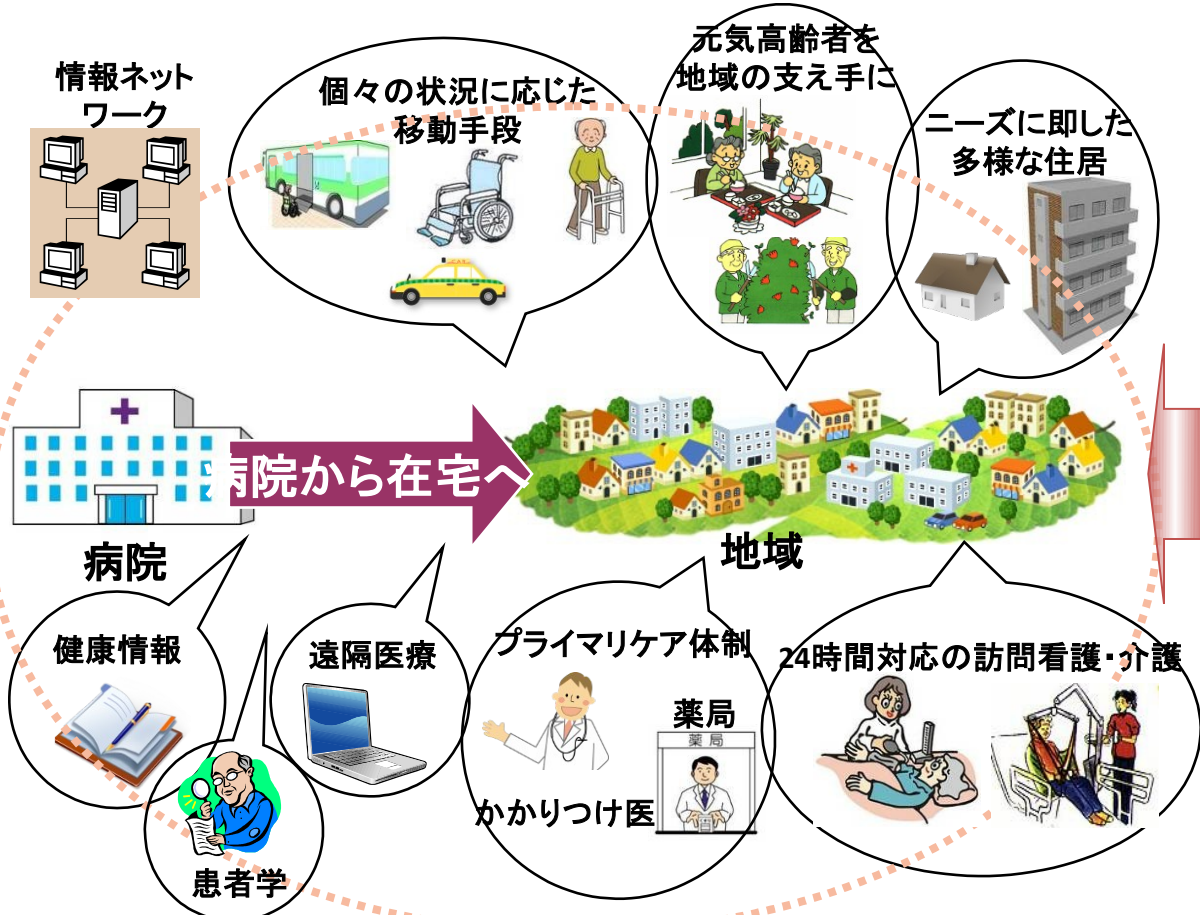 情報ネット
ワーク
個々の状況に応じた
移動手段
元気高齢者を
地域の支え手に
ニーズに即した
多様な住居
病院から在宅へ
病院
地域
健康情報
遠隔医療
患者学
プライマリケア体制
薬局
薬局
かかりつけ医
24時間対応の訪問看護・介護